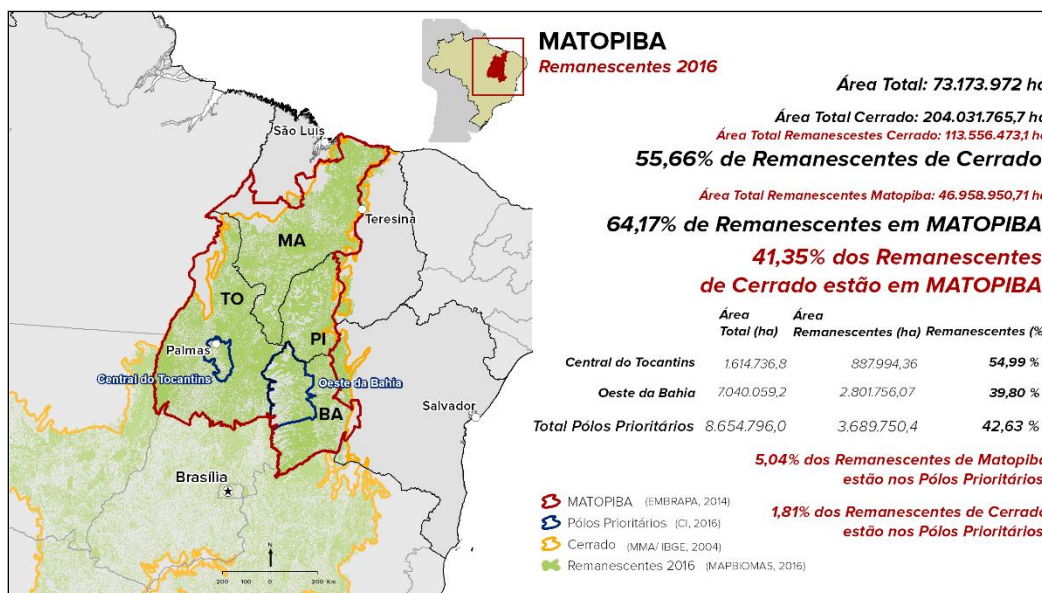 MATOPIBA
Remanescentes 2016
Área Total: 73.173.972 ha
Área Total Cerrado: 204.031.765,7 ha
Área Total Remanescestes Cerrado: 113.556.473,1 ha
55,66% de Remanescentes de Cerrado
Área Total Remanescentes Matopiba: 46.958.950,71 ha
64,17% de Remanescentes em MATOPIBA
41,35% dos Remanescentes
de Cerrado estão em MATOPIBA
Área Total (ha) Área Remanescentes (ha) Remanescentes (%
Central do Tocantins 1.614.736,8 887.994,36 54,99 %
Oeste da Bahia 7.040.059,2 2.801.756,07 39,80 %
Total Pólos Prioritários 8.654.796,0 3.689.750,4 42,63 %
5,04% dos Remanescentes de Matopiba
estão nos Pólos Prioritários
1,81% dos Remanescentes de Cerrado
estão nos Pólos Prioritários
São Luís
Teresina
MA
TO
PI
Palmas
Central do Tocantins
Oeste da Bahia
BA
Salvador
Brasília
N
200 100 0 200 Km
MATOPIBA (EMBRAPA, 2014)
Pólos Prioritários (CI, 2016)
Cerrado (MMA/ IBGE, 2004)
Remanescentes 2016 (MAPBIOMAS, 2016)